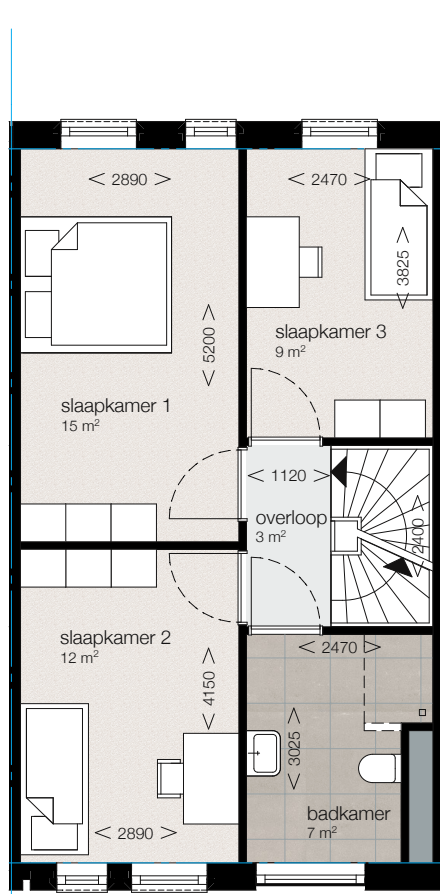 < 2890 >
< 2470 >
< 3825 >
< 5200 >
slaapkamer 3
9 m²
slaapkamer 1
15 m²
< 1120 >
overloop
3 m²
< 2400 >
slaapkamer 2
12 m²
< 2470 >
< 4150 >
< 3025 >
badkamer
7 m²
< 2890 >